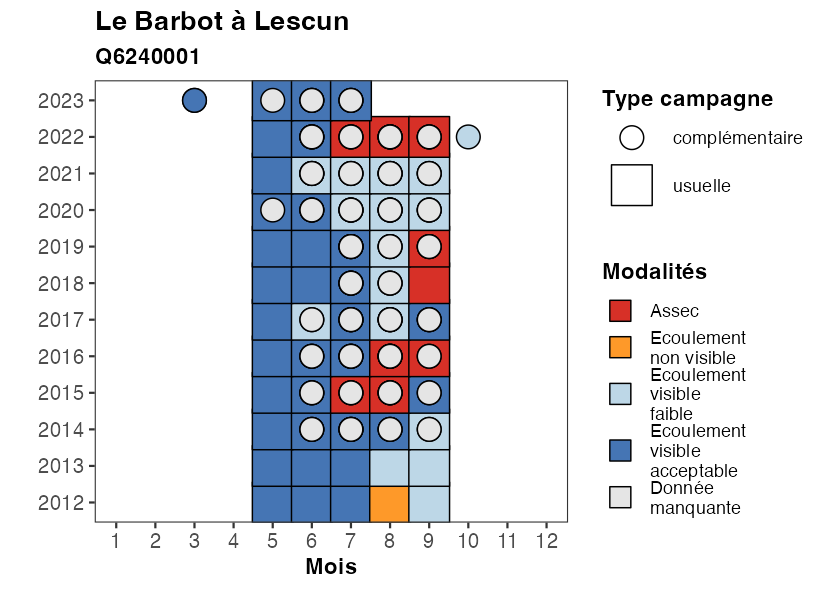 Le Barbot à Lescun
Q6240001
2023
2022
2021
2020
2019
2018
2017
2016
2015
2014
2013
2012
1 2 3 4 5 6 7 8 9 10 11 12
Mois
Type campagne
complémentaire
usuelle
Modalités
Assec
Ecoulement
non visible
Ecoulement
visible
faible
Ecoulement
visible
acceptable
Donnée
manquante